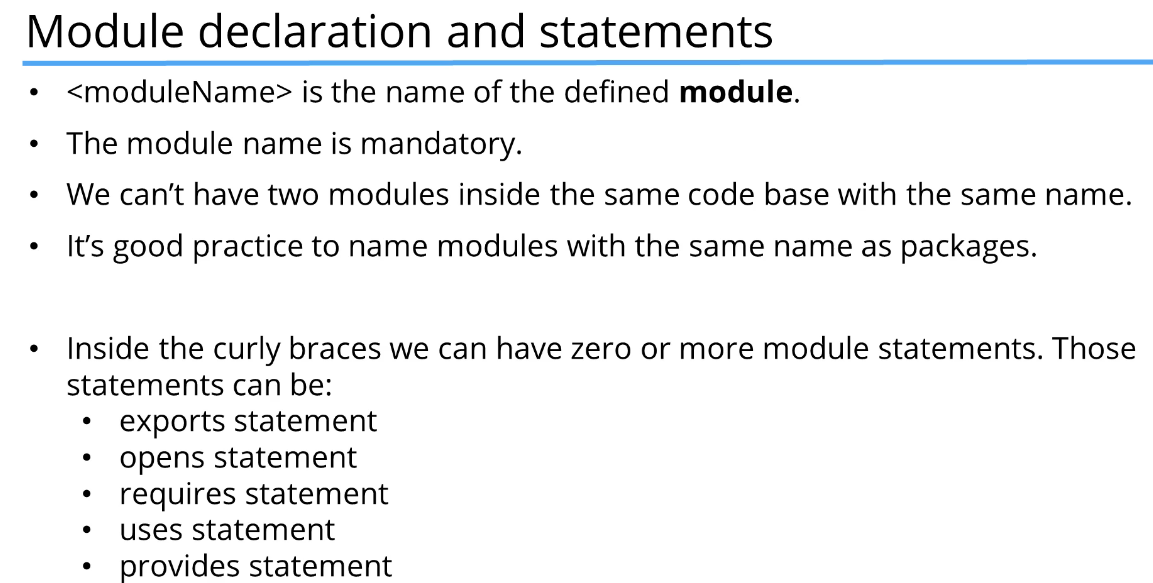 Module declaration and statements
• <moduleName> is the name of the defined module.
• The module name is mandatory.
• We can’t have two modules inside the same code base with the same name.
• It’s good practice to name modules with the same name as packages.
• Inside the curly braces we can have zero or more module statements. Those
statements can be:
• exports statement
• opens statement
• requires statement
• uses statement
• provides statement